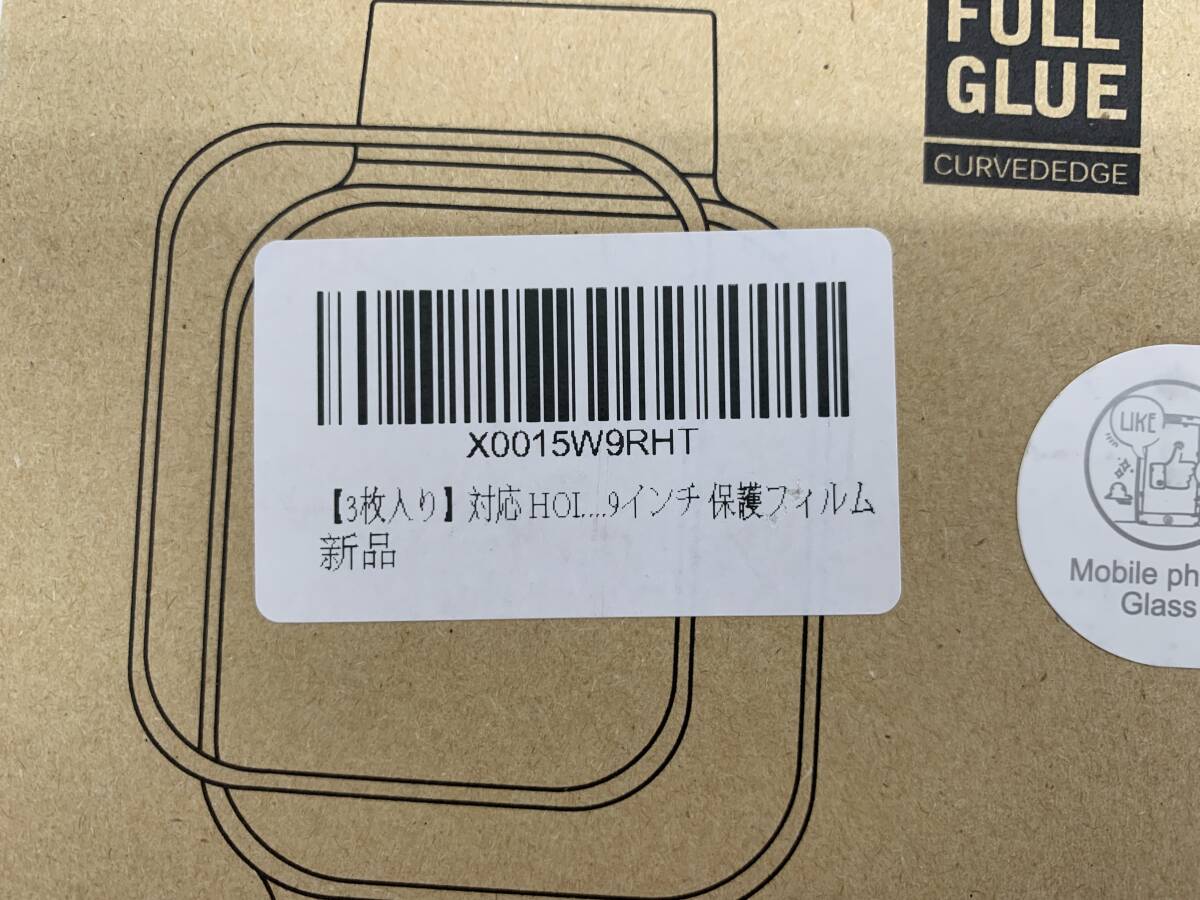 FULL
GLUE
CURVEDEDGE
X0015W9RHT
【3枚入り】対応 HOI....9インチ 保護フィルム
新品
LIKE
Mobile ph
Glass